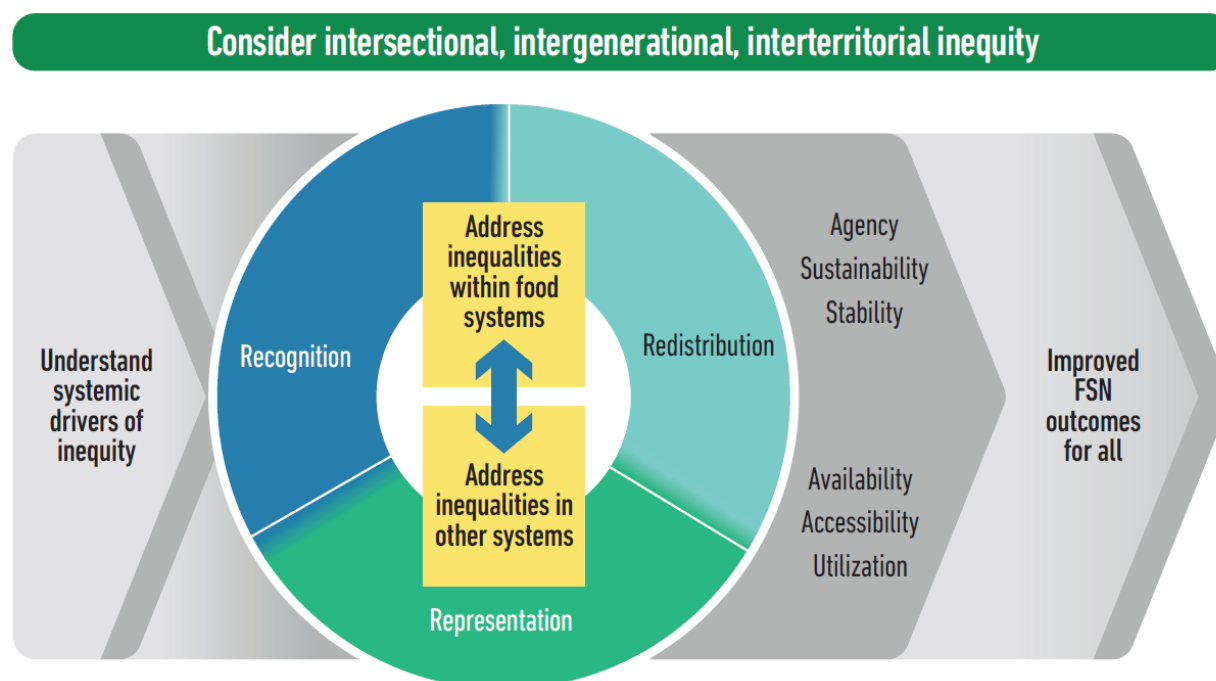 Consider intersectional, intergenerational, interterritorial inequity
Understand
systemic
drivers of
inequity
Recognition
Address
inequalities
within food
systems
Address
inequalities in
other systems
Redistribution
Representation
Agency
Sustainability
Stability
Availability
Accessibility
Utilization
Improved
FSN
outcomes
for all